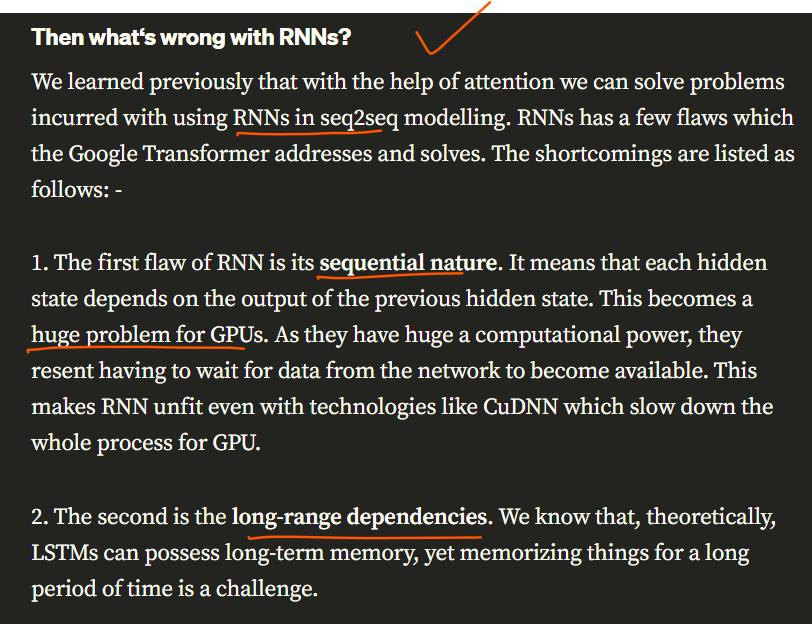 Then what‘s wrong with RNNs?
We learned previously that with the help of attention we can solve problems
incurred with using RNNs in seq2seq modelling. RNNs has a few flaws which
the Google Transformer addresses and solves. The shortcomings are listed as
follows: -
1. The first flaw of RNN is its sequential nature. It means that each hidden
state depends on the output of the previous hidden state. This becomes a
huge problem for GPUs. As they have huge a computational power, they
resent having to wait for data from the network to become available. This
makes RNN unfit even with technologies like CuDNN which slow down the
whole process for GPU.
2. The second is the long-range dependencies. We know that, theoretically,
LSTMs can possess long-term memory, yet memorizing things for a long
period of time is a challenge.